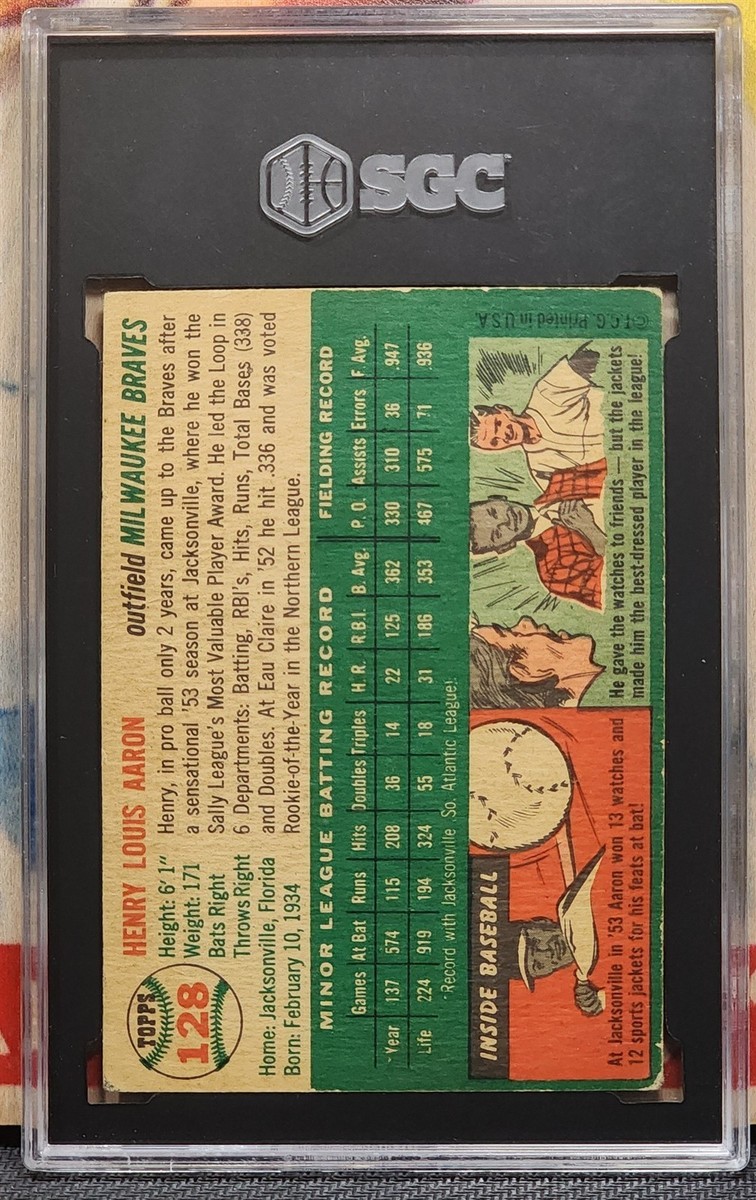 SGC
TOPPS
128
HENRY LOUIS AARON
outfield MILWAUKEE BRAVES
Height: 6' 1"
Weight: 171
Bats Right
Throws Right
Home: Jacksonville, Florida
Born: February 10, 1934
Henry, in pro ball only 2 years, came up to the Braves after
a sensational '53 season at Jacksonville, where he won the
Sally League's Most Valuable Player Award. He led the Loop in
6 Departments: Batting, RBI's, Hits, Runs, Total Bases (338)
and Doubles. At Eau Claire in '52 he hit .336 and was voted
Rookie-of-the-Year in the Northern League.
MINOR LEAGUE BATTING RECORD FIELDING RECORD
Games At Bat Runs Hits Doubles Triples H. R. R.B.I. B. Avg. P. O. Assists Errors F. Avg.
Year 137 574 115 208 36 14 22 125 .362 330 310 36 .947
Life 224 919 194 324 55 18 31 186 .353 467 575 71 .936
Record with Jacksonville (So. Atlantic League)
INSIDE BASEBALL
At Jacksonville in '53 Aaron won 13 watches and
12 sports jackets for his feats at bat!
He gave the watches to friends — but the jackets
made him the best-dressed player in the league!
©T.C.G. Printed in U.S.A.